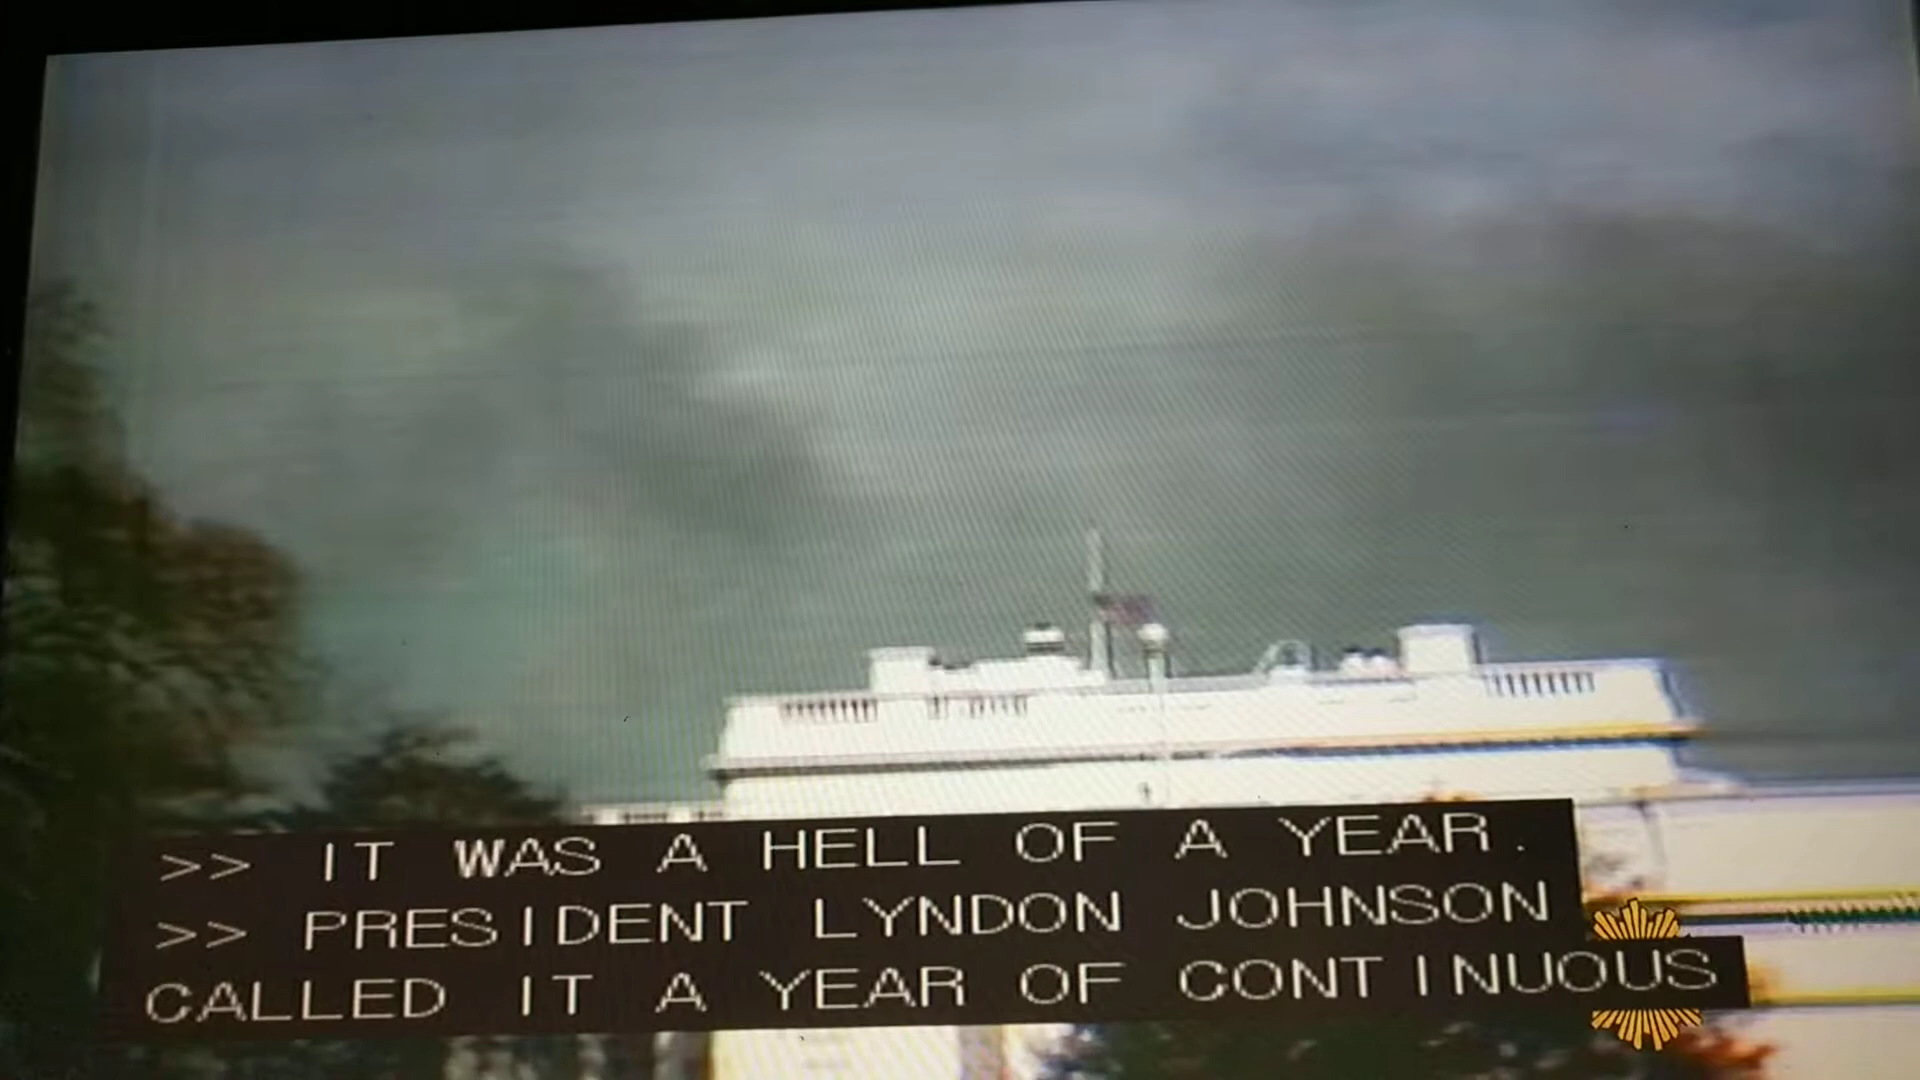 >> IT WAS A HELL OF A YEAR.
>> PRESIDENT LYNDON JOHNSON
CALLED IT A YEAR OF CONTINUOUS